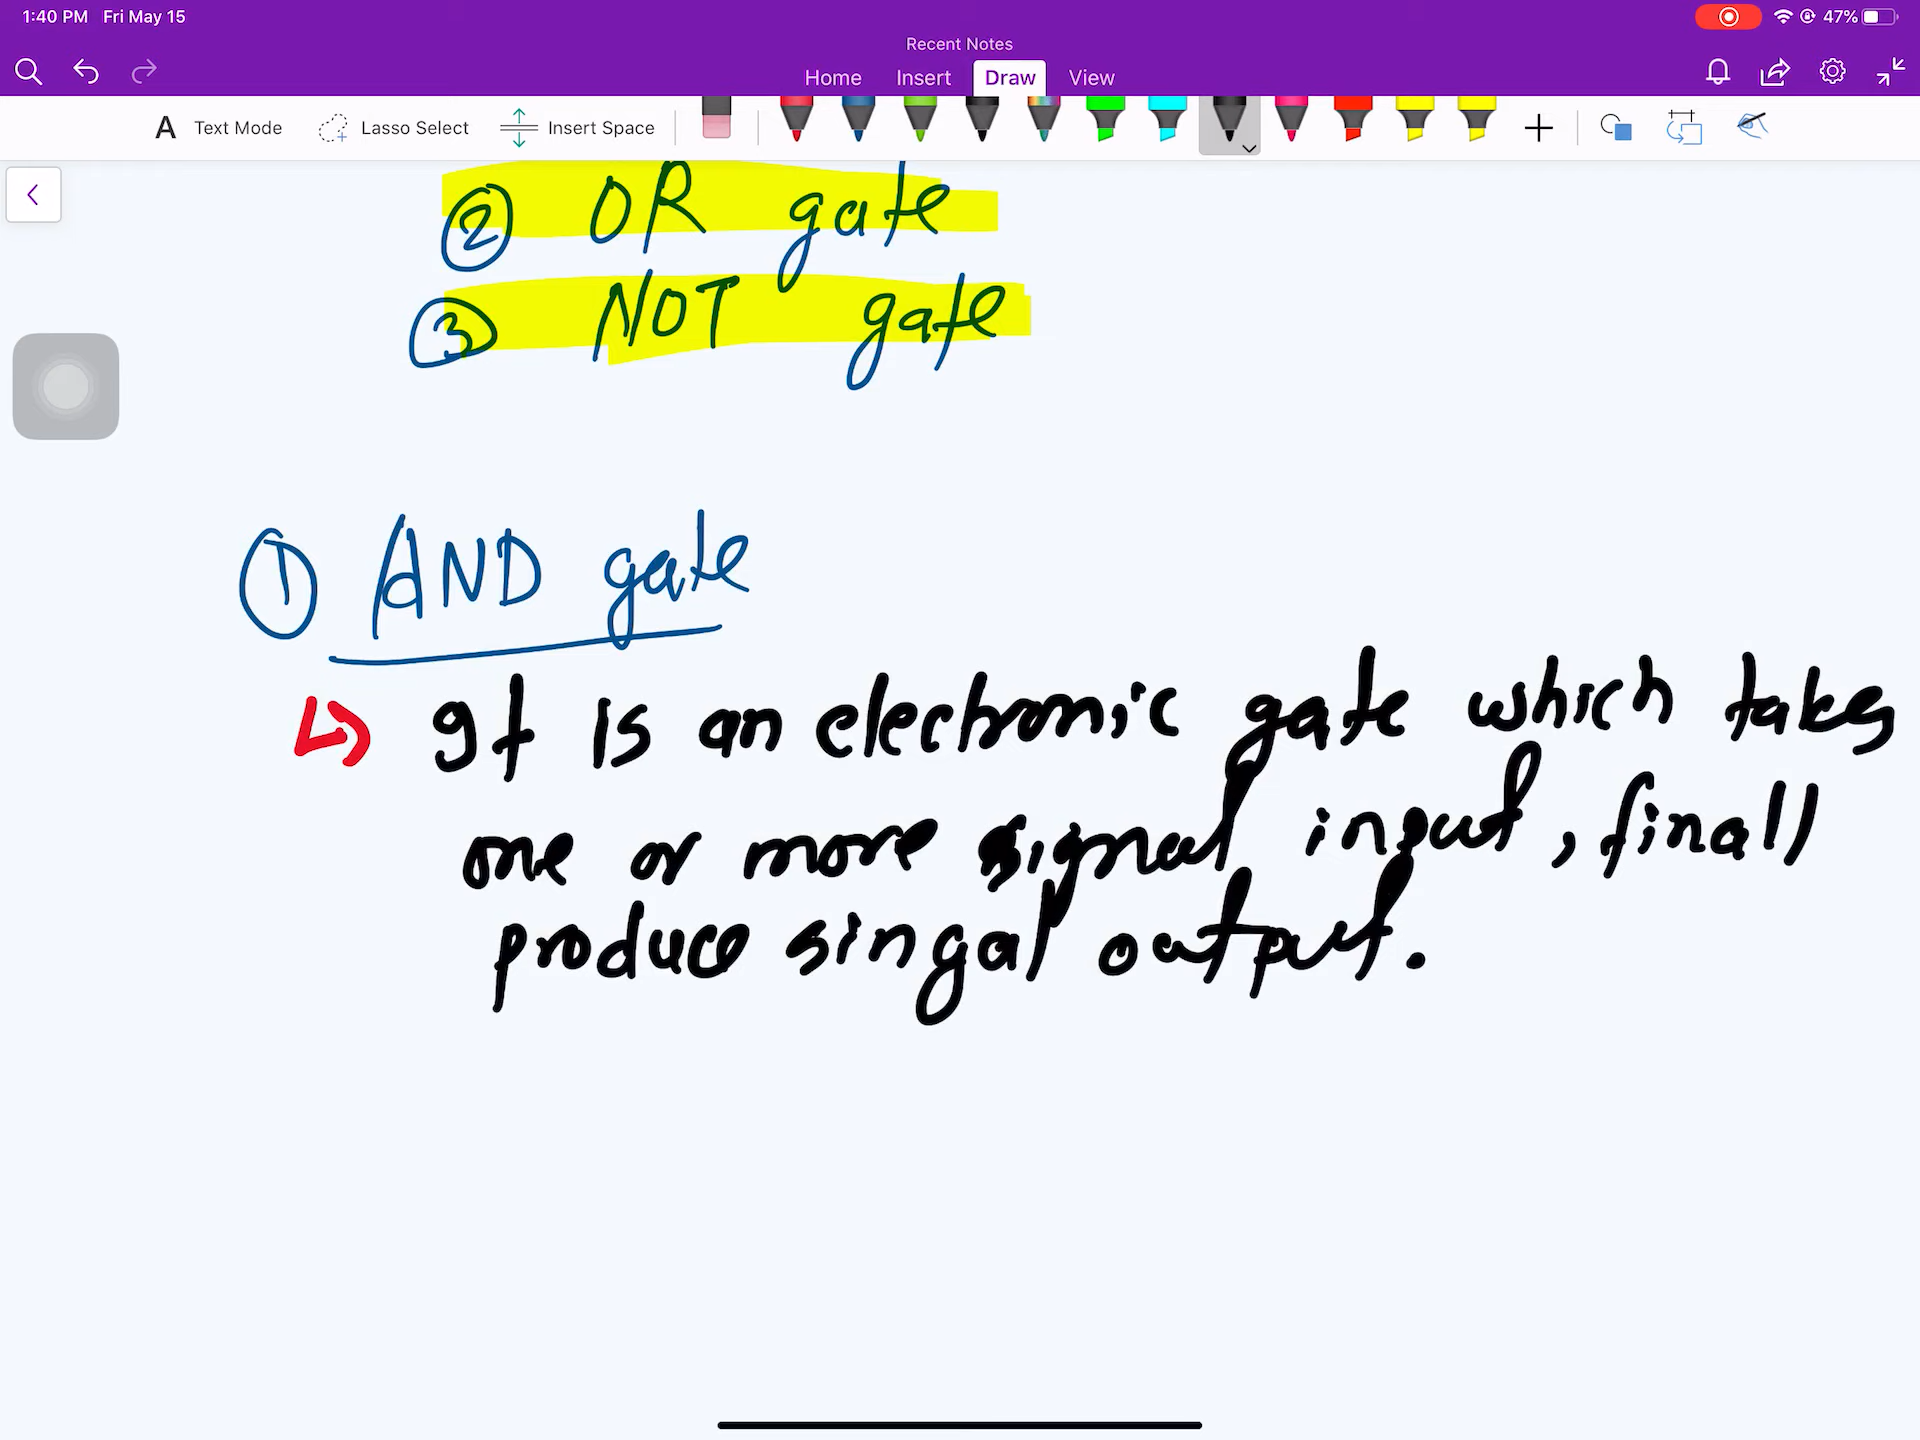 1:40 PM Fri May 15
47%
Recent Notes
Home Insert Draw View
A Text Mode Lasso Select Insert Space
② OR gate
③ NOT gate
① AND gate
It is an electronic gate which takes
one or more signal input, finall
produce singal output.